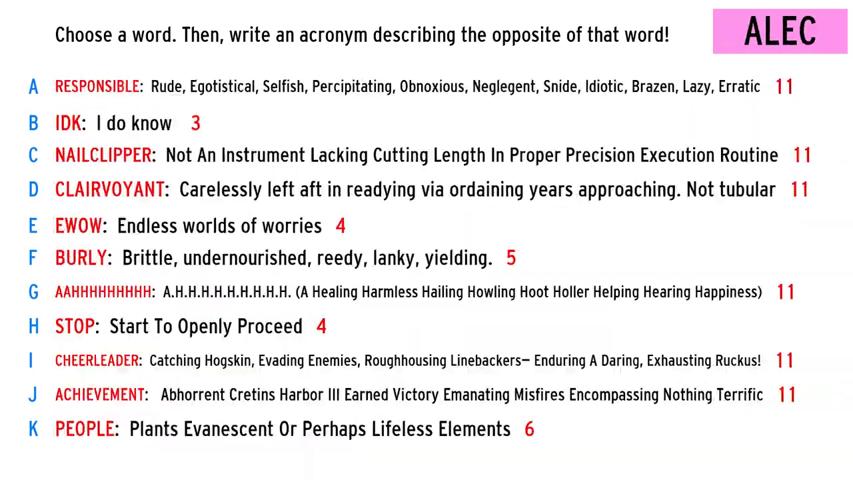 Choose a word. Then, write an acronym describing the opposite of that word!
ALEC
A RESPONSIBLE: Rude, Egotistical, Selfish, Percipitating, Obnoxious, Neglegent, Snide, Idiotic, Brazen, Lazy, Erratic 11
B IDK: I do know 3
C NAILCLIPPER: Not An Instrument Lacking Cutting Length In Proper Precision Execution Routine 11
D CLAIRVOYANT: Carelessly left aft in readying via ordaining years approaching. Not tubular 11
E EWOW: Endless worlds of worries 4
F BURLY: Brittle, undernourished, reedy, lanky, yielding. 5
G AAHHHHHHHHH: A.H.H.H.H.H.H.H.H.H. (A Healing Harmless Hailing Howling Hoot Holler Helping Hearing Happiness) 11
H STOP: Start To Openly Proceed 4
I CHEERLEADER: Catching Hogskin, Evading Enemies, Roughhousing Linebackers— Enduring A Daring, Exhausting Ruckus! 11
J ACHIEVEMENT: Abhorrent Cretins Harbor Ill Earned Victory Emanating Misfires Encompassing Nothing Terrific 11
K PEOPLE: Plants Evanescent Or Perhaps Lifeless Elements 6